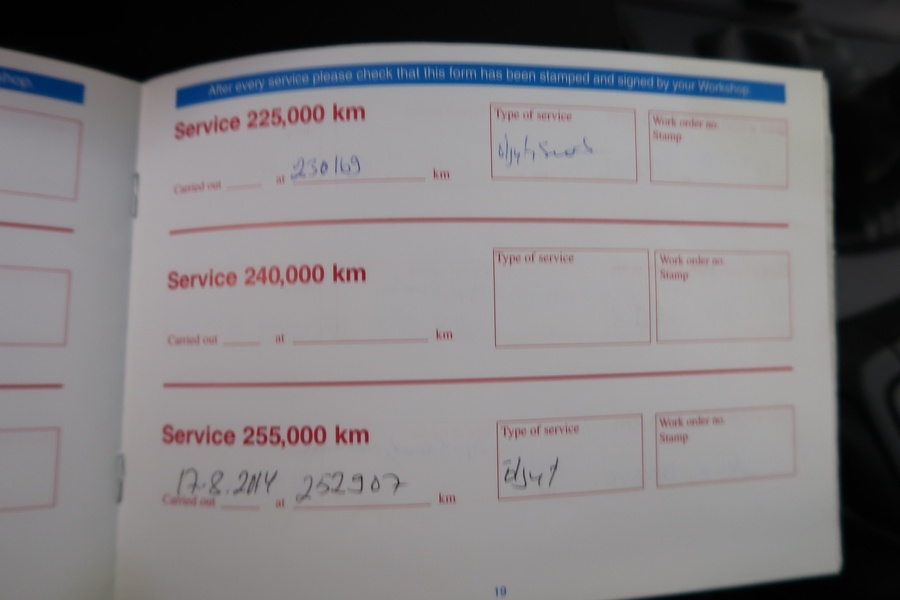 shop.
After every service please check that this form has been stamped and signed by your Workshop.
Service 225,000 km
Type of service
Work order no.
Stamp
Carried out at 230169 km
Service 240,000 km
Type of service
Work order no.
Stamp
Carried out at km
Service 255,000 km
Type of service
Work order no.
Stamp
17.8.2014 252907
Carried out at km
19